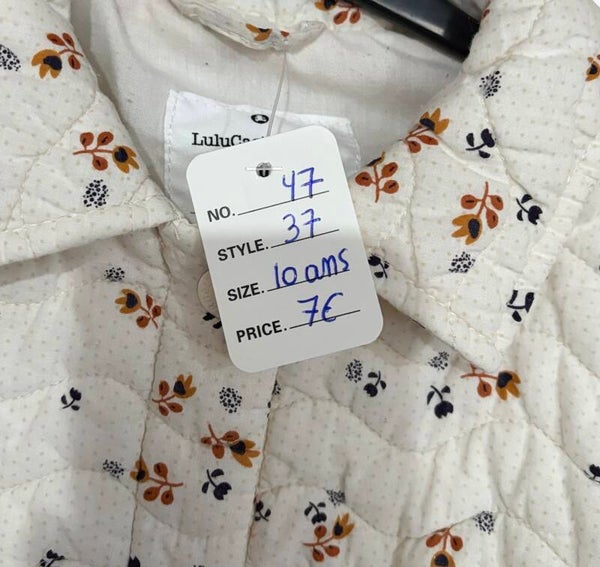 NO. 47
STYLE. 37
SIZE. 10 ans
PRICE. 7€